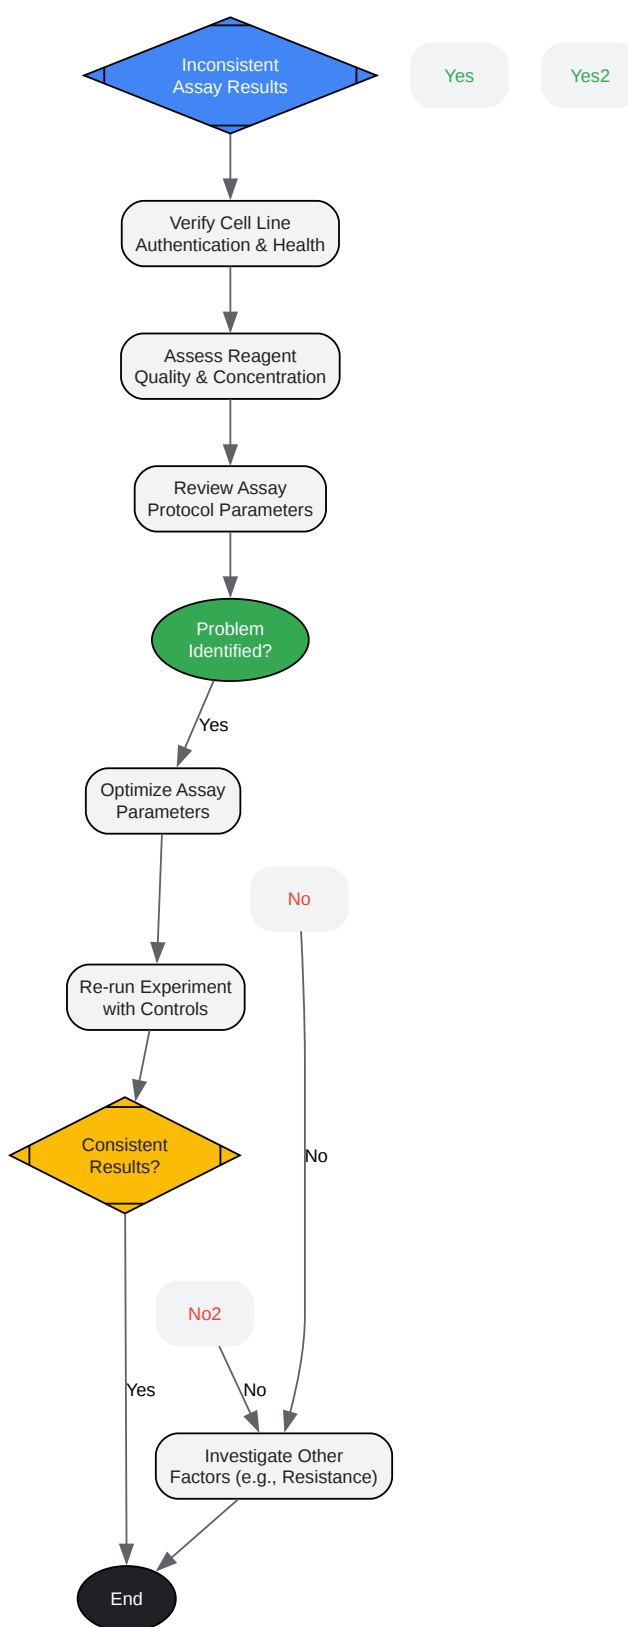 Inconsistent
Assay Results
Yes
Yes2
Verify Cell Line
Authentication & Health
Assess Reagent
Quality & Concentration
Review Assay
Protocol Parameters
Problem
Identified?
Yes
Optimize Assay
Parameters
No
Re-run Experiment
with Controls
Consistent
Results?
No
No2
Yes
No
Investigate Other
Factors (e.g., Resistance)
End